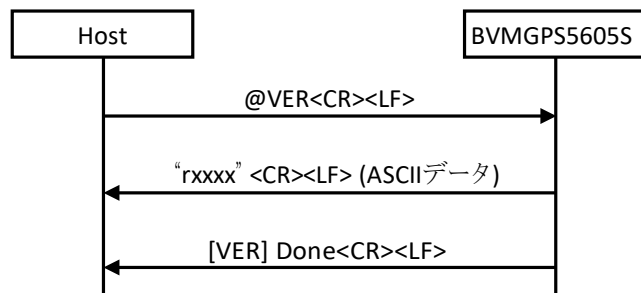 Host
BVMGPS5605S
@VER<CR><LF>
“rxxxx” <CR><LF> (ASCIIデータ)
[VER] Done<CR><LF>